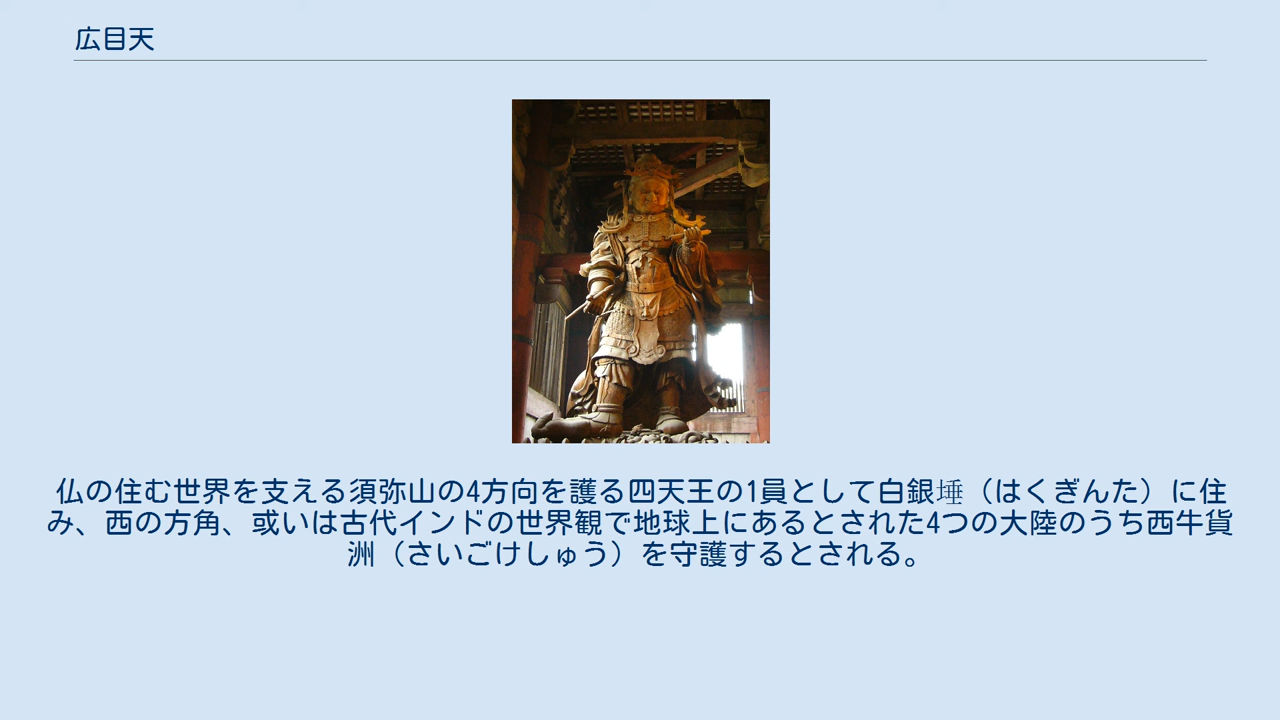 広目天
仏の住む世界を支える須弥山の4方向を護る四天王の1員として白銀埵（はくぎんた）に住
み、西の方角、或いは古代インドの世界観で地球上にあるとされた4つの大陸のうち西牛貨
洲（さいごけしゅう）を守護するとされる。